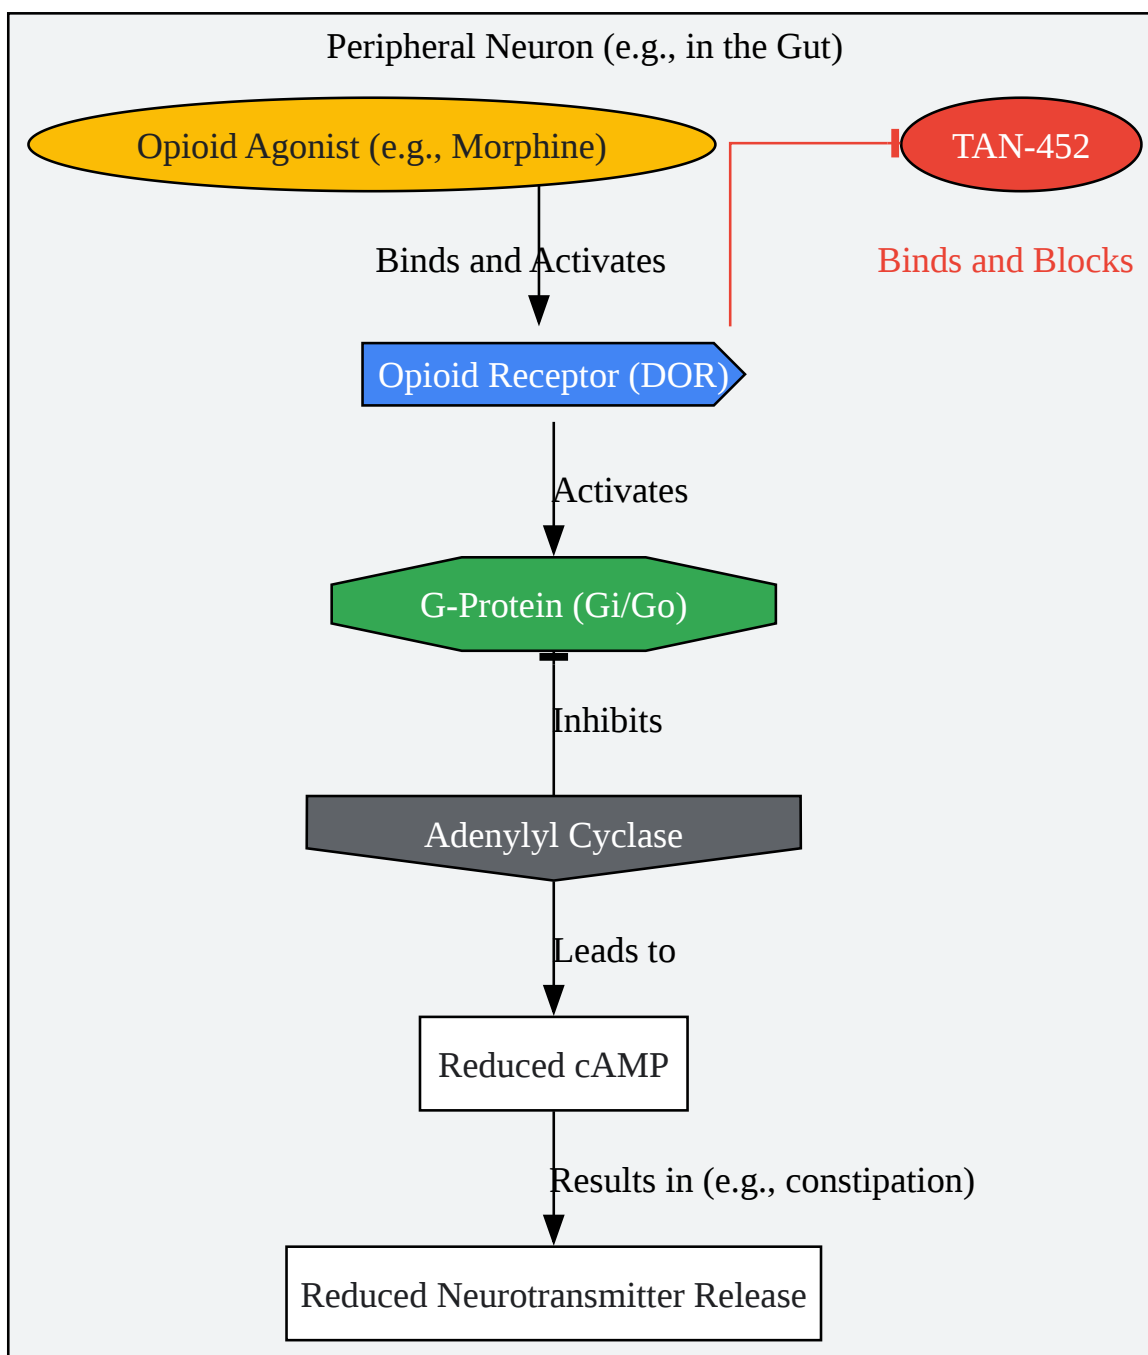 Peripheral Neuron (e.g., in the Gut)
Opioid Agonist (e.g., Morphine)
TAN-452
Binds and Activates
Binds and Blocks
Opioid Receptor (DOR)
Activates
G-Protein (Gi/Go)
Inhibits
Adenylyl Cyclase
Leads to
Reduced cAMP
Results in (e.g., constipation)
Reduced Neurotransmitter Release